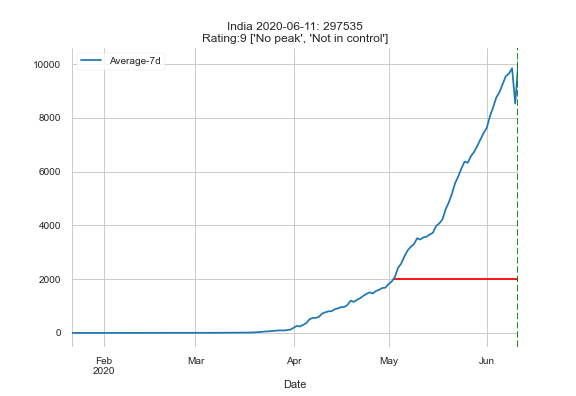 India 2020-06-11: 297535
Rating:9 ['No peak', 'Not in control']
Average-7d
10000
8000
6000
4000
2000
0
Feb
2020
Mar
Apr
May
Jun
Date